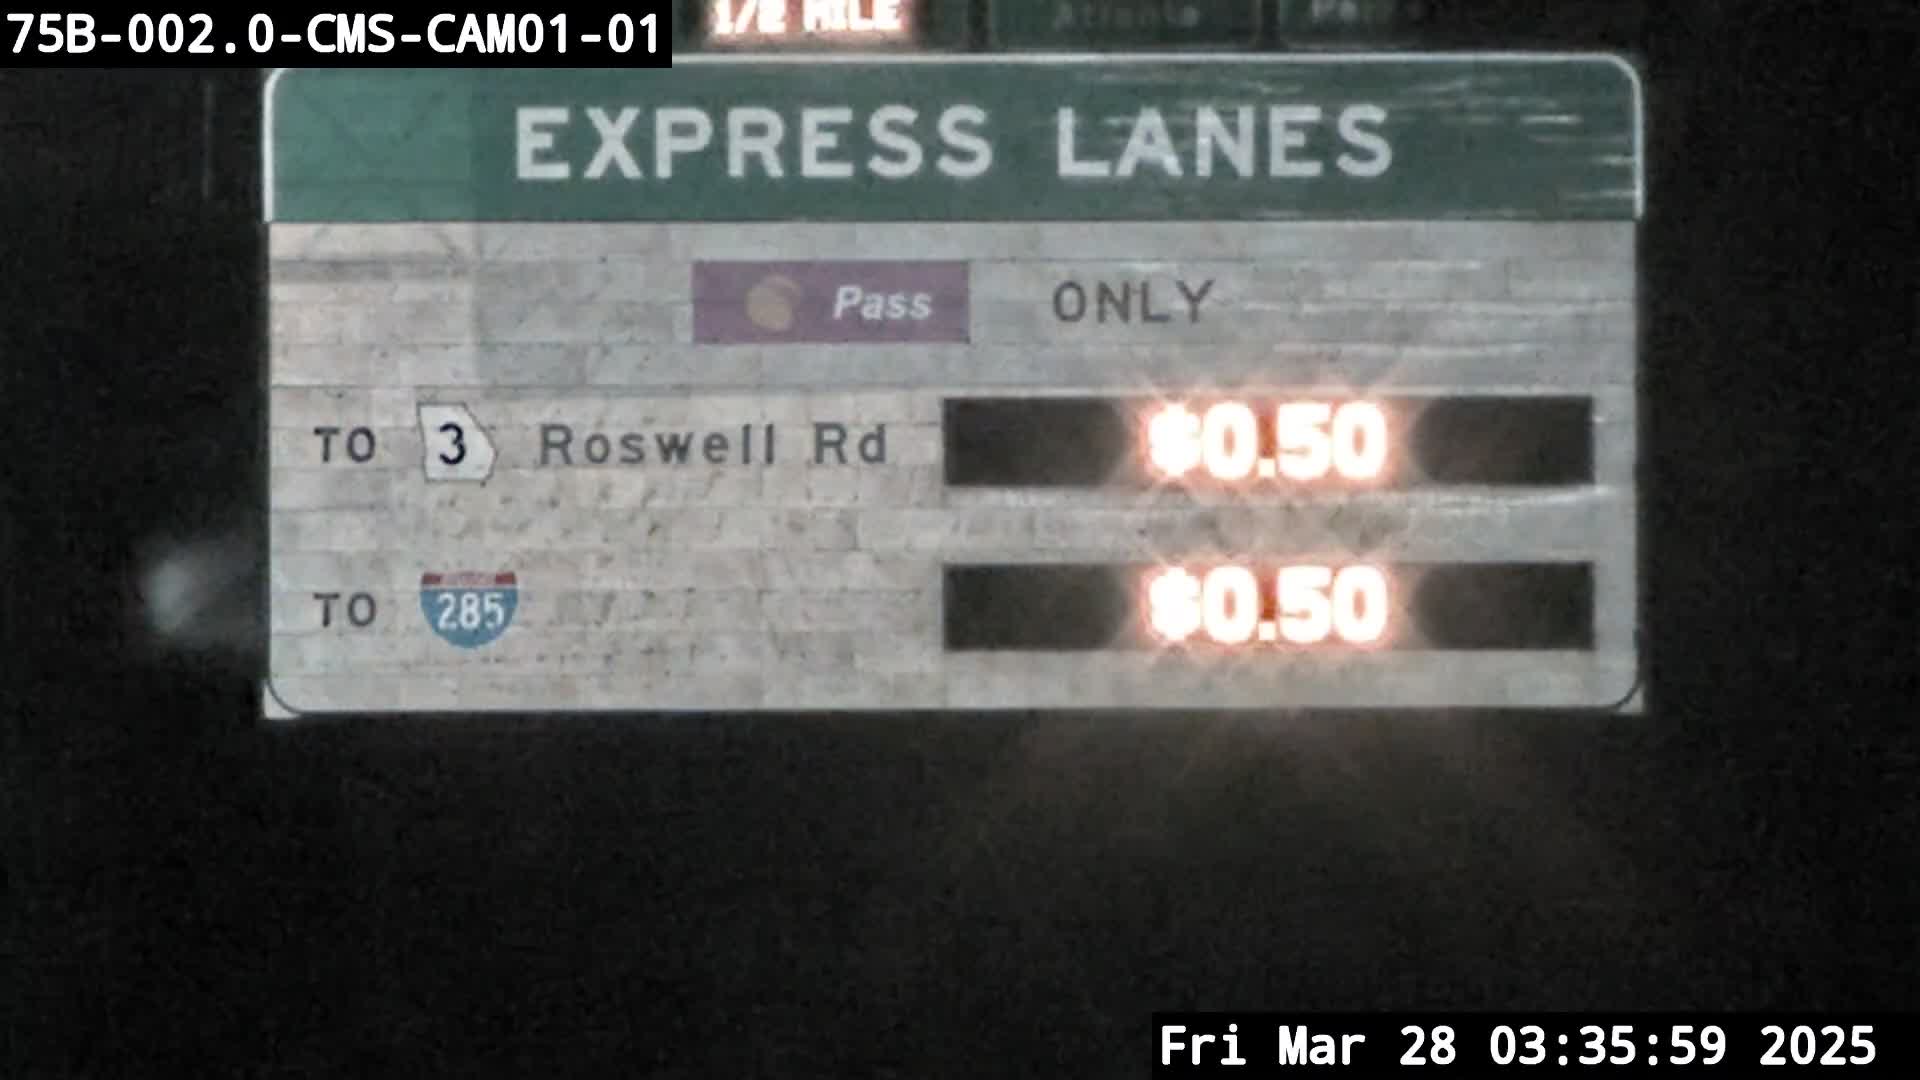 75B-002.0-CMS-CAM01-01
1/2 MILE
Atlanta
EXPRESS LANES
Pass ONLY
TO 3 Roswell Rd $0.50
TO 285 $0.50
Fri Mar 28 03:35:59 2025